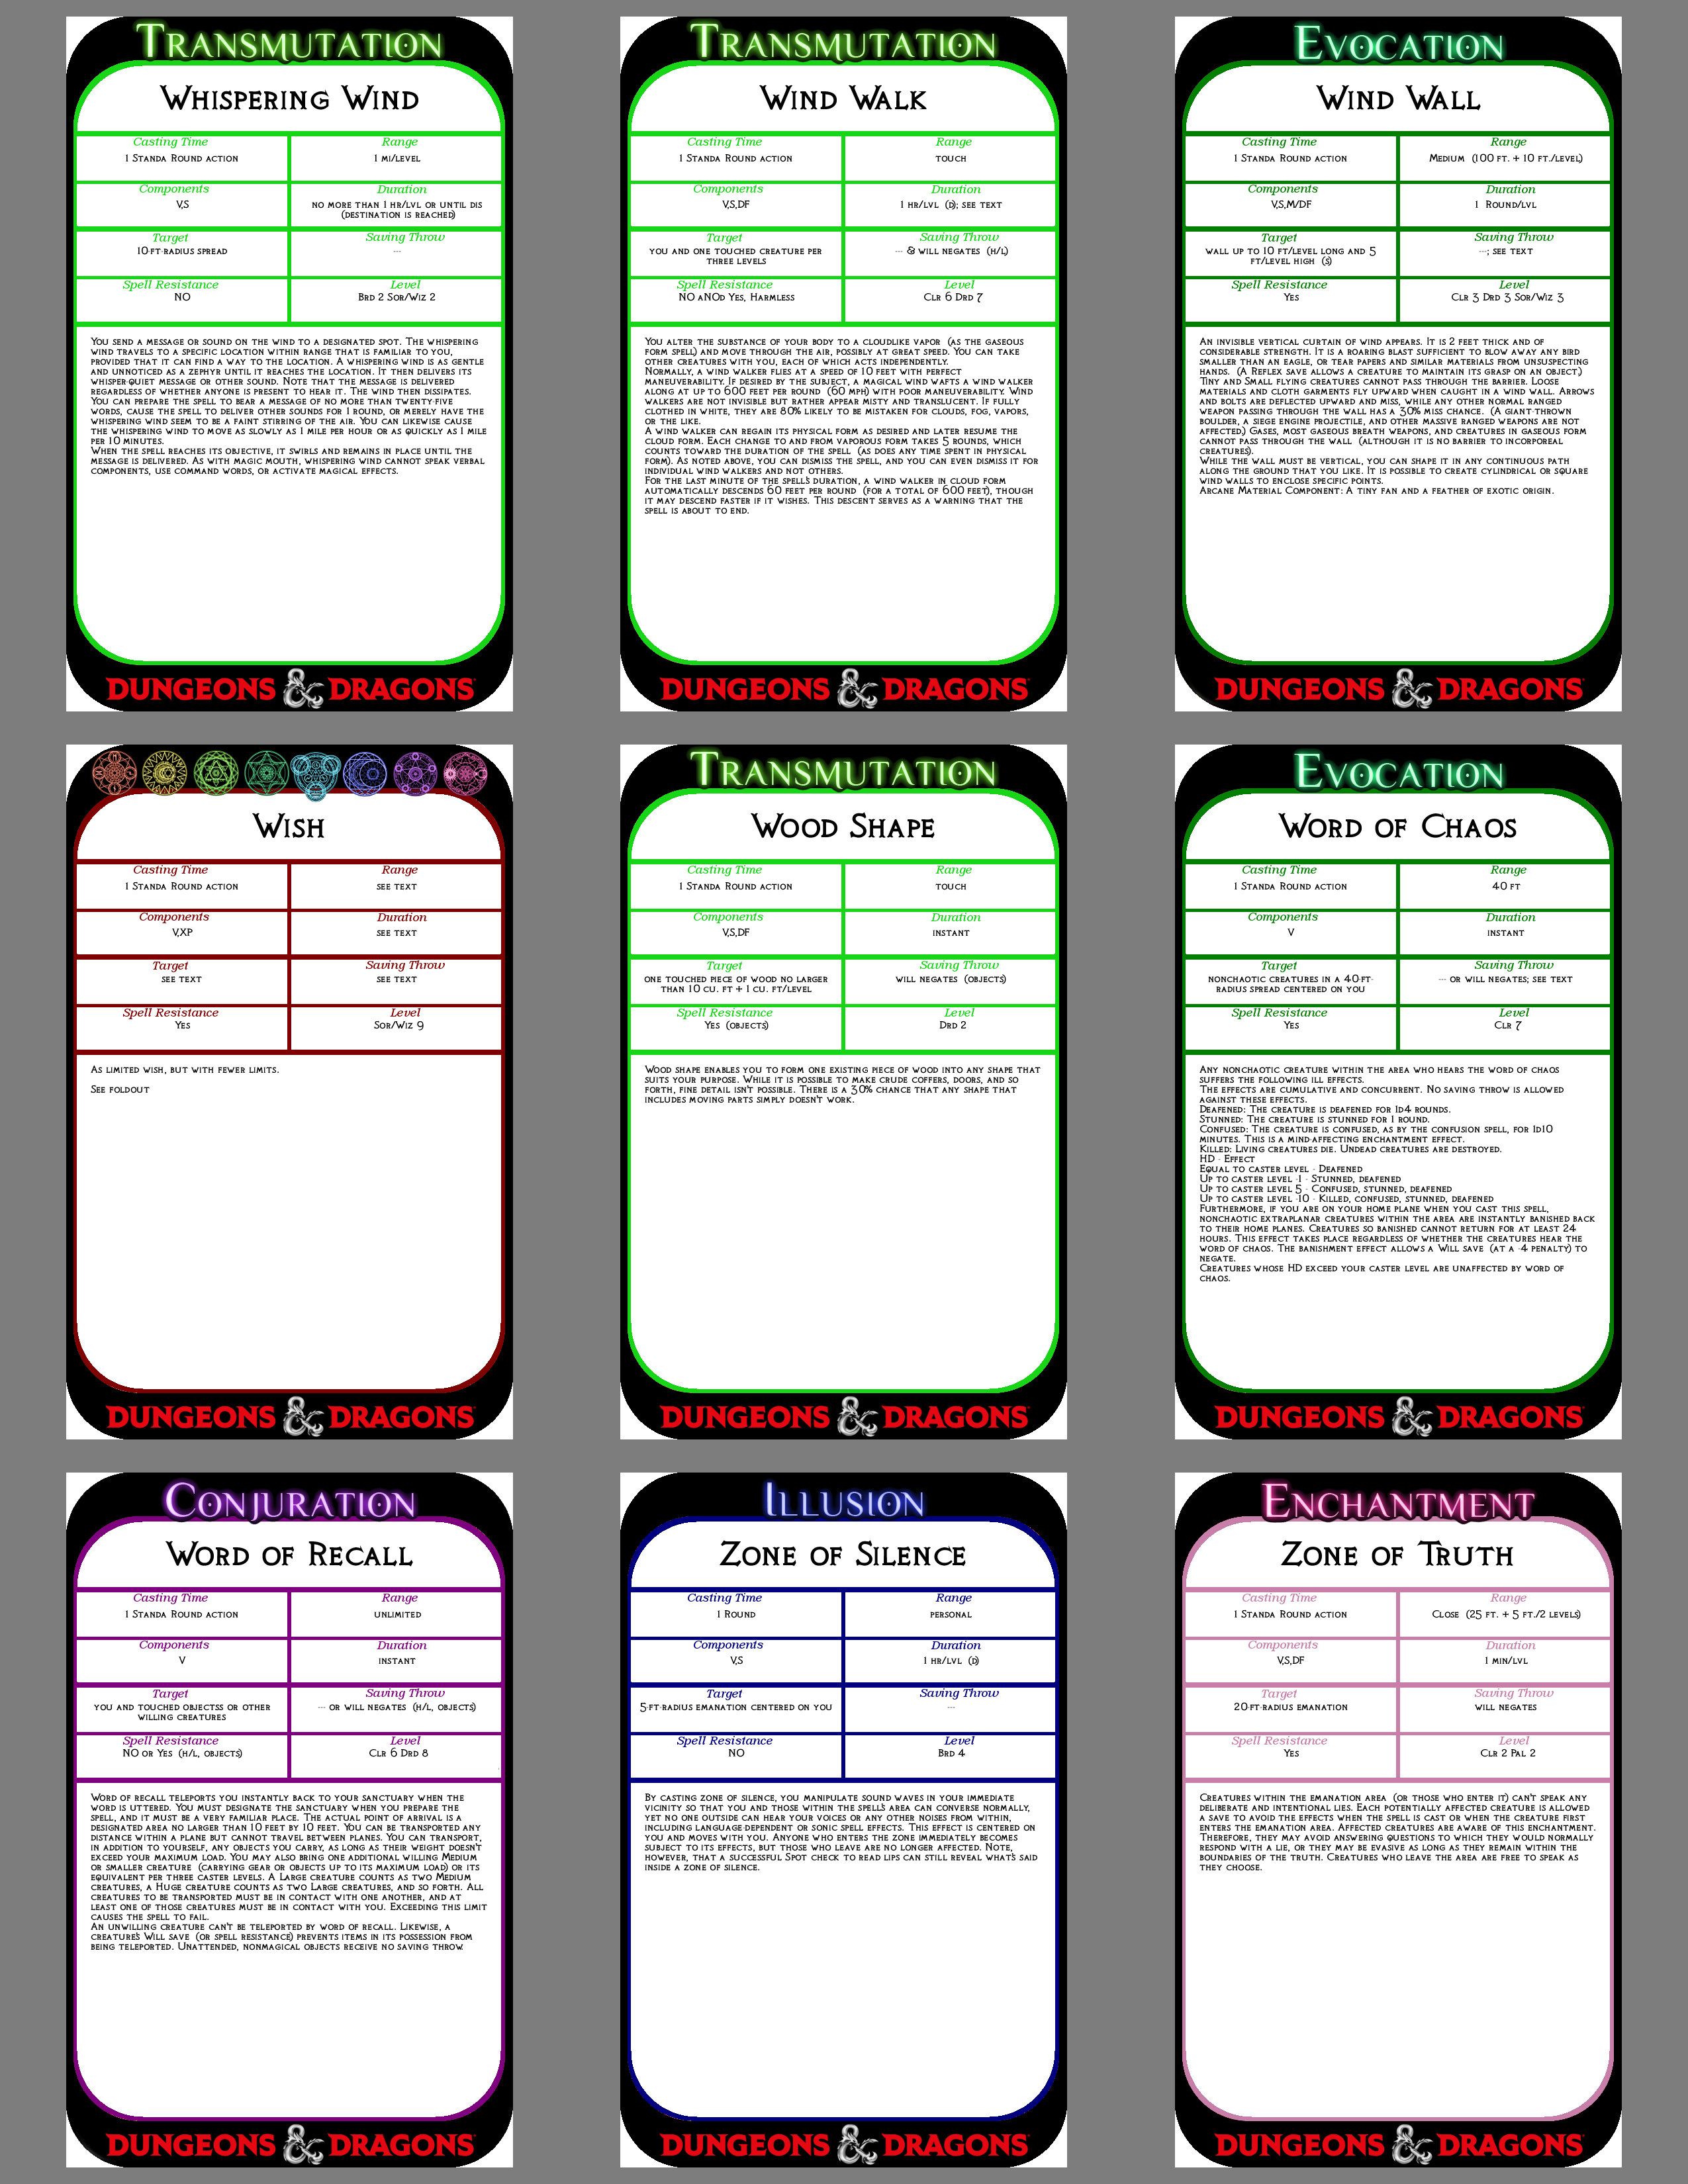 Transmutation
Whispering Wind
Casting Time
Range
1 Standa Round action
1 mi/level
Components
Duration
V,S
no more than 1 hr/lvl or until dis
(destination is reached)
Target
Saving Throw
10-ft-radius spread
---
Spell Resistance
Level
NO
Brd 2 Sor/Wiz 2
You send a message or sound on the wind to a designated spot. The whispering
wind travels to a specific location within range that is familiar to you,
provided that it can find a way to the location. A whispering wind is as gentle
and unnoticed as a zephyr until it reaches the location. It then delivers its
whisper-quiet message or other sound. Note that the message is delivered
regardless of whether anyone is present to hear it. The wind then dissipates.
You can prepare the spell to bear a message of no more than twenty-five
words, cause the spell to deliver other sounds for 1 round, or merely have the
whispering wind seem to be a faint stirring of the air. You can likewise cause
the whispering wind to move as slowly as 1 mile per hour or as quickly as 1 mile
per 10 minutes.
When the spell reaches its objective, it swirls and remains in place until the
message is delivered. As with magic mouth, whispering wind cannot speak verbal
components, use command words, or activate magical effects.
DUNGEONS & DRAGONS
Transmutation
Wind Walk
Casting Time
Range
1 Standa Round action
touch
Components
Duration
V,S,DF
1 hr/lvl (d); see text
Target
Saving Throw
you and one touched creature per
three levels
--- & will negates (h/l)
Spell Resistance
Level
NO aNOd Yes, Harmless
Clr 6 Drd 7
You alter the substance of your body to a cloudlike vapor (as the gaseous
form spell) and move through the air, possibly at great speed. You can take
other creatures with you, each of which acts independently.
Normally, a wind walker flies at a speed of 10 feet with perfect
maneuverability. If desired by the subject, a magical wind wafts a wind walker
along at up to 600 feet per round (60 mph) with poor maneuverability. Wind
walkers are not invisible but rather appear misty and translucent. If fully
clothed in white, they are 80% likely to be mistaken for clouds, fog, vapors,
or the like.
A wind walker can regain its physical form as desired and later resume the
cloud form. Each change to and from vaporous form takes 5 rounds, which
counts toward the duration of the spell (as does any time spent in physical
form). As noted above, you can dismiss the spell, and you can even dismiss it for
individual wind walkers and not others.
For the last minute of the spell's duration, a wind walker in cloud form
automatically descends 60 feet per round (for a total of 600 feet), though
it may descend faster if it wishes. This descent serves as a warning that the
spell is about to end.
DUNGEONS & DRAGONS
Evocation
Wind Wall
Casting Time
Range
1 Standa Round action
Medium (100 ft. + 10 ft./level)
Components
Duration
V,S,M/DF
1 Round/lvl
Target
Saving Throw
wall up to 10 ft/level long and 5
ft/level high (s)
---; see text
Spell Resistance
Level
Yes
Clr 3 Drd 3 Sor/Wiz 3
An invisible vertical curtain of wind appears. It is 2 feet thick and of
considerable strength. It is a roaring blast sufficient to blow away any bird
smaller than an eagle, or tear papers and similar materials from unsuspecting
hands. (A Reflex save allows a creature to maintain its grasp on an object.)
Tiny and Small flying creatures cannot pass through the barrier. Loose
materials and cloth garments fly upward when caught in a wind wall. Arrows
and bolts are deflected upward and miss, while any other normal ranged
weapon passing through the wall has a 30% miss chance. (A giant-thrown
boulder, a siege engine projectile, and other massive ranged weapons are not
affected.) Gases, most gaseous breath weapons, and creatures in gaseous form
cannot pass through the wall (although it is no barrier to incorporeal
creatures).
While the wall must be vertical, you can shape it in any continuous path
along the ground that you like. It is possible to create cylindrical or square
wind walls to enclose specific points.
Arcane Material Component: A tiny fan and a feather of exotic origin.
DUNGEONS & DRAGONS
Wish
Casting Time
Range
1 Standa Round action
see text
Components
Duration
V,XP
see text
Target
Saving Throw
see text
see text
Spell Resistance
Level
Yes
Sor/Wiz 9
As limited wish, but with fewer limits.
See foldout
DUNGEONS & DRAGONS
Transmutation
Wood Shape
Casting Time
Range
1 Standa Round action
touch
Components
Duration
V,S,DF
instant
Target
Saving Throw
one touched piece of wood no larger
than 10 cu. ft + 1 cu. ft/level
will negates (objects)
Spell Resistance
Level
Yes (objects)
Drd 2
Wood shape enables you to form one existing piece of wood into any shape that
suits your purpose. While it is possible to make crude coffers, doors, and so
forth, fine detail isn't possible. There is a 30% chance that any shape that
includes moving parts simply doesn't work.
DUNGEONS & DRAGONS
Evocation
Word of Chaos
Casting Time
Range
1 Standa Round action
40 ft
Components
Duration
V
instant
Target
Saving Throw
nonchaotic creatures in a 40-ft-
radius spread centered on you
--- or will negates; see text
Spell Resistance
Level
Yes
Clr 7
Any nonchaotic creature within the area who hears the word of chaos
suffers the following ill effects.
The effects are cumulative and concurrent. No saving throw is allowed
against these effects.
Deafened: The creature is deafened for 1d4 rounds.
Stunned: The creature is stunned for 1 round.
Confused: The creature is confused, as by the confusion spell, for 1d10
minutes. This is a mind-affecting enchantment effect.
Killed: Living creatures die. Undead creatures are destroyed.
HD - Effect
Equal to caster level - Deafened
Up to caster level -1 - Stunned, deafened
Up to caster level 5 - Confused, stunned, deafened
Up to caster level -10 - Killed, confused, stunned, deafened
Furthermore, if you are on your home plane when you cast this spell,
nonchaotic extraplanar creatures within the area are instantly banished back
to their home planes. Creatures so banished cannot return for at least 24
hours. This effect takes place regardless of whether the creatures hear the
word of chaos. The banishment effect allows a Will save (at a -4 penalty) to
negate.
Creatures whose HD exceed your caster level are unaffected by word of
chaos.
DUNGEONS & DRAGONS
Conjuration
Word of Recall
Casting Time
Range
1 Standa Round action
unlimited
Components
Duration
V
instant
Target
Saving Throw
you and touched objectss or other
willing creatures
--- or will negates (h/l, objects)
Spell Resistance
Level
NO or Yes (h/l, objects)
Clr 6 Drd 8
Word of recall teleports you instantly back to your sanctuary when the
word is uttered. You must designate the sanctuary when you prepare the
spell, and it must be a very familiar place. The actual point of arrival is a
designated area no larger than 10 feet by 10 feet. You can be transported any
distance within a plane but cannot travel between planes. You can transport,
in addition to yourself, any objects you carry, as long as their weight doesn't
exceed your maximum load. You may also bring one additional willing Medium
or smaller creature (carrying gear or objects up to its maximum load) or its
equivalent per three caster levels. A Large creature counts as two Medium
creatures, a Huge creature counts as two Large creatures, and so forth. All
creatures to be transported must be in contact with one another, and at
least one of those creatures must be in contact with you. Exceeding this limit
causes the spell to fail.
An unwilling creature can't be teleported by word of recall. Likewise, a
creature's Will save (or spell resistance) prevents items in its possession from
being teleported. Unattended, nonmagical objects receive no saving throw.
DUNGEONS & DRAGONS
Illusion
Zone of Silence
Casting Time
Range
1 Round
personal
Components
Duration
V,S
1 hr/lvl (d)
Target
Saving Throw
5-ft-radius emanation centered on you
---
Spell Resistance
Level
NO
Brd 4
By casting zone of silence, you manipulate sound waves in your immediate
vicinity so that you and those within the spell's area can converse normally,
yet no one outside can hear your voices or any other noises from within,
including language-dependent or sonic spell effects. This effect is centered on
you and moves with you. Anyone who enters the zone immediately becomes
subject to its effects, but those who leave are no longer affected. Note,
however, that a successful Spot check to read lips can still reveal what's said
inside a zone of silence.
DUNGEONS & DRAGONS
Enchantment
Zone of Truth
Casting Time
Range
1 Standa Round action
Close (25 ft. + 5 ft./2 levels)
Components
Duration
V,S,DF
1 min/lvl
Target
Saving Throw
20-ft-radius emanation
will negates
Spell Resistance
Level
Yes
Clr 2 Pal 2
Creatures within the emanation area (or those who enter it) can't speak any
deliberate and intentional lies. Each potentially affected creature is allowed
a save to avoid the effects when the spell is cast or when the creature first
enters the emanation area. Affected creatures are aware of this enchantment.
Therefore, they may avoid answering questions to which they would normally
respond with a lie, or they may be evasive as long as they remain within the
boundaries of the truth. Creatures who leave the area are free to speak as
they choose.
DUNGEONS & DRAGONS